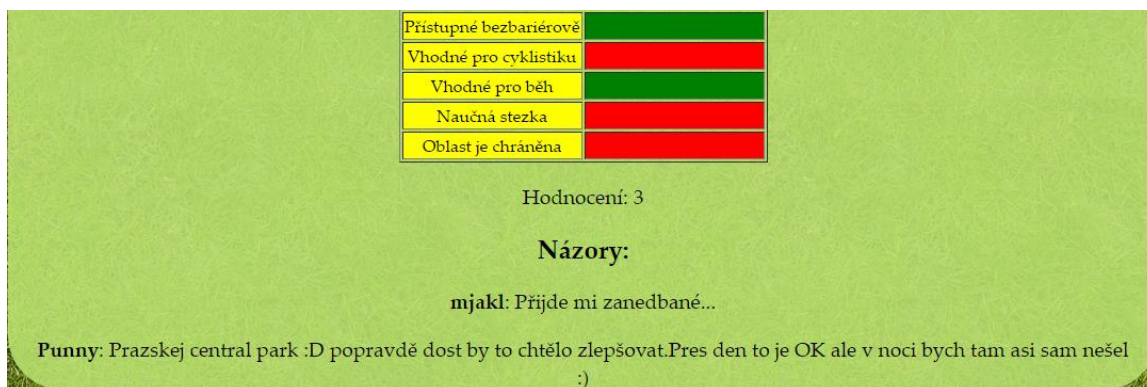 Přístupné bezbariérově
Vhodné pro cyklistiku
Vhodné pro běh
Naučná stezka
Oblast je chráněna
Hodnocení: 3
Názory:
mjakl: Přijde mi zanedbané...
Punny: Prazskej central park :D popravdě dost by to chtělo zlepšovat.Pres den to je OK ale v noci bych tam asi sam nešel
:)